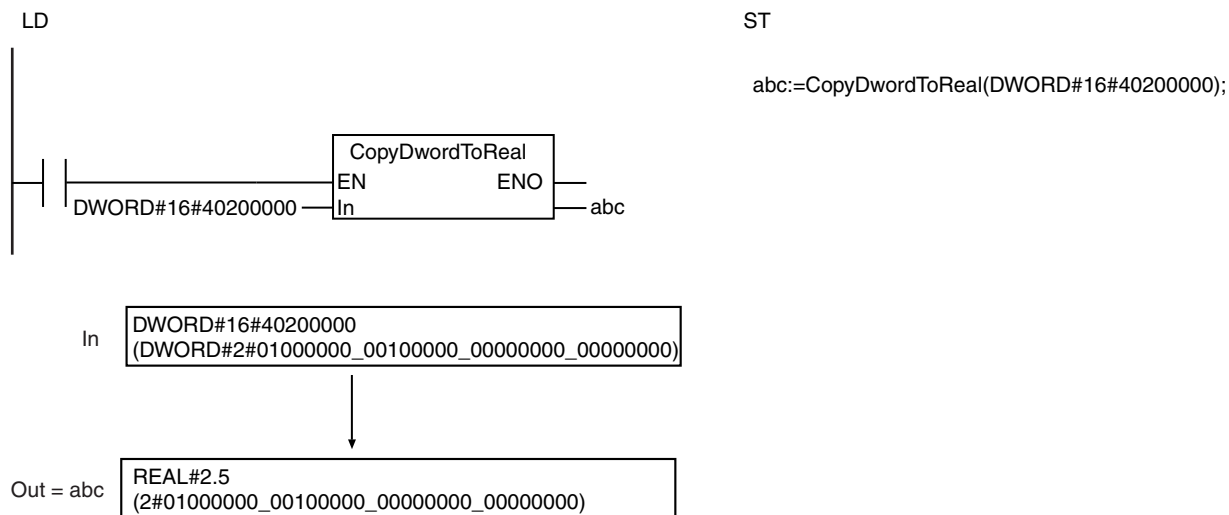 LD
ST
abc:=CopyDwordToReal(DWORD#16#40200000);
CopyDwordToReal
EN ENO
DWORD#16#40200000 In abc
In
DWORD#16#40200000
(DWORD#2#01000000_00100000_00000000_00000000)
Out = abc
REAL#2.5
(2#01000000_00100000_00000000_00000000)